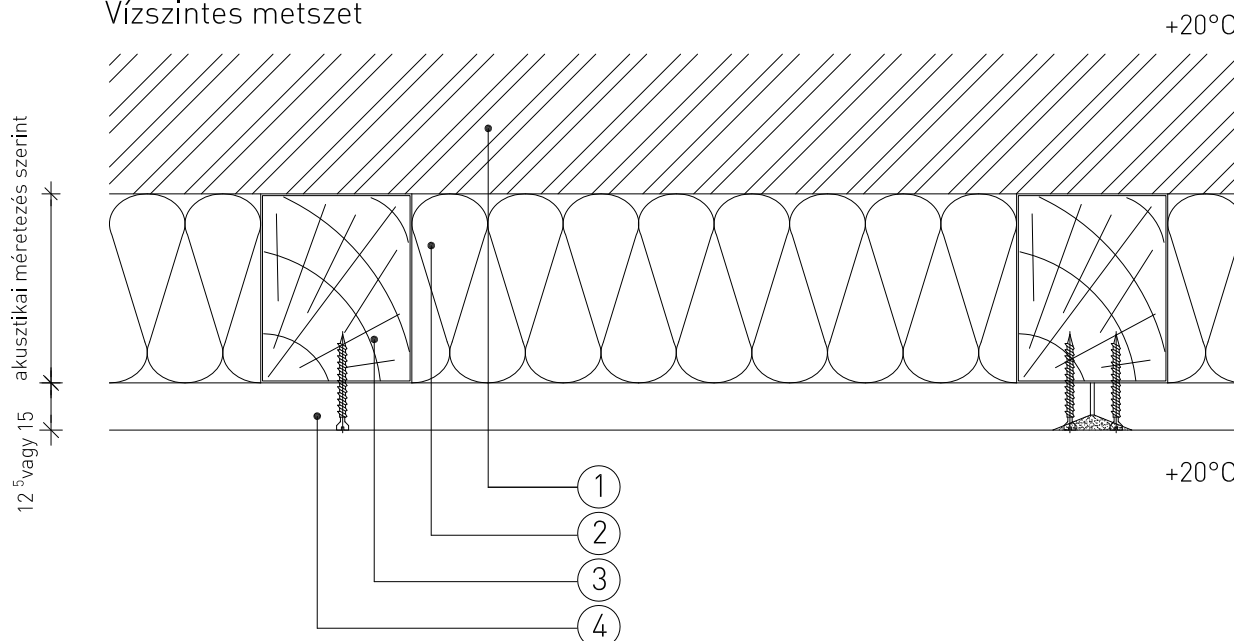 Vízszintes metszet
+20°C
akusztikai méretezés szerint
12 ⁵vagy 15
+20°C
1
2
3
4